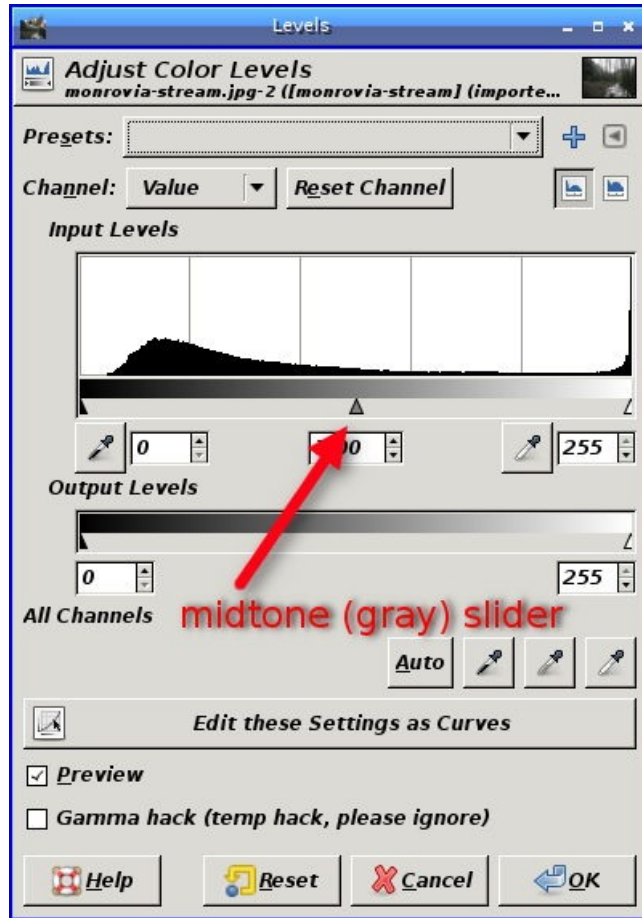 Levels
Adjust Color Levels
monrovia-stream.jpg-2 ([monrovia-stream] (importe...
Presets:
Channel: Value Reset Channel
Input Levels
0 255
Output Levels
0 255
midtone (gray) slider
All Channels
Auto
Edit these Settings as Curves
Preview
Gamma hack (temp hack, please ignore)
Help Reset Cancel OK